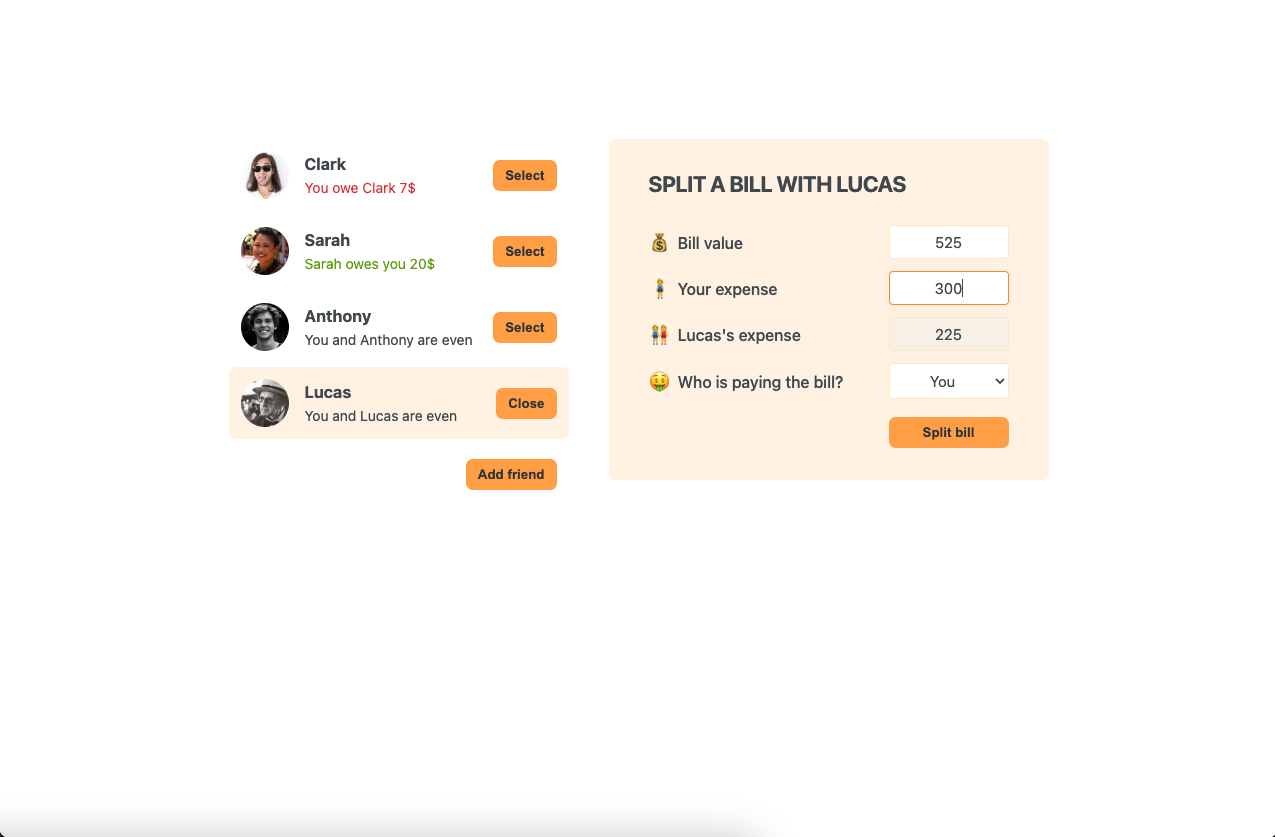 Clark
You owe Clark 7$
Select
Sarah
Sarah owes you 20$
Select
Anthony
You and Anthony are even
Select
Lucas
You and Lucas are even
Close
Add friend
SPLIT A BILL WITH LUCAS
💰 Bill value 525
🧍‍♀️ Your expense 300
👭 Lucas's expense 225
🤑 Who is paying the bill? You
Split bill